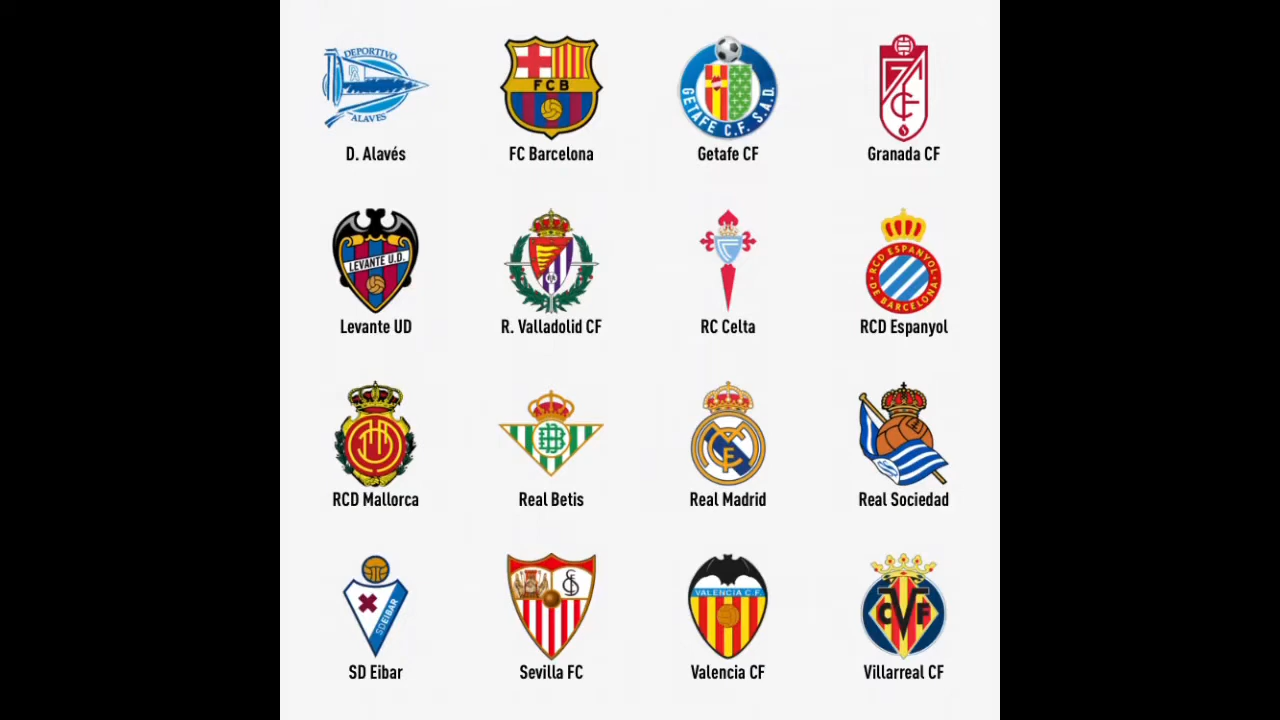 DEPORTIVO
ALAVES
FCB
GETAFE C.F. S.A.D.
D. Alavés
FC Barcelona
Getafe CF
Granada CF
LEVANTE U.D.
RCD ESPANYOL
DE BARCELONA
Levante UD
R. Valladolid CF
RC Celta
RCD Espanyol
RCD Mallorca
Real Betis
Real Madrid
Real Sociedad
SD EIBAR
VALENCIA C.F.
CVF
SD Eibar
Sevilla FC
Valencia CF
Villarreal CF